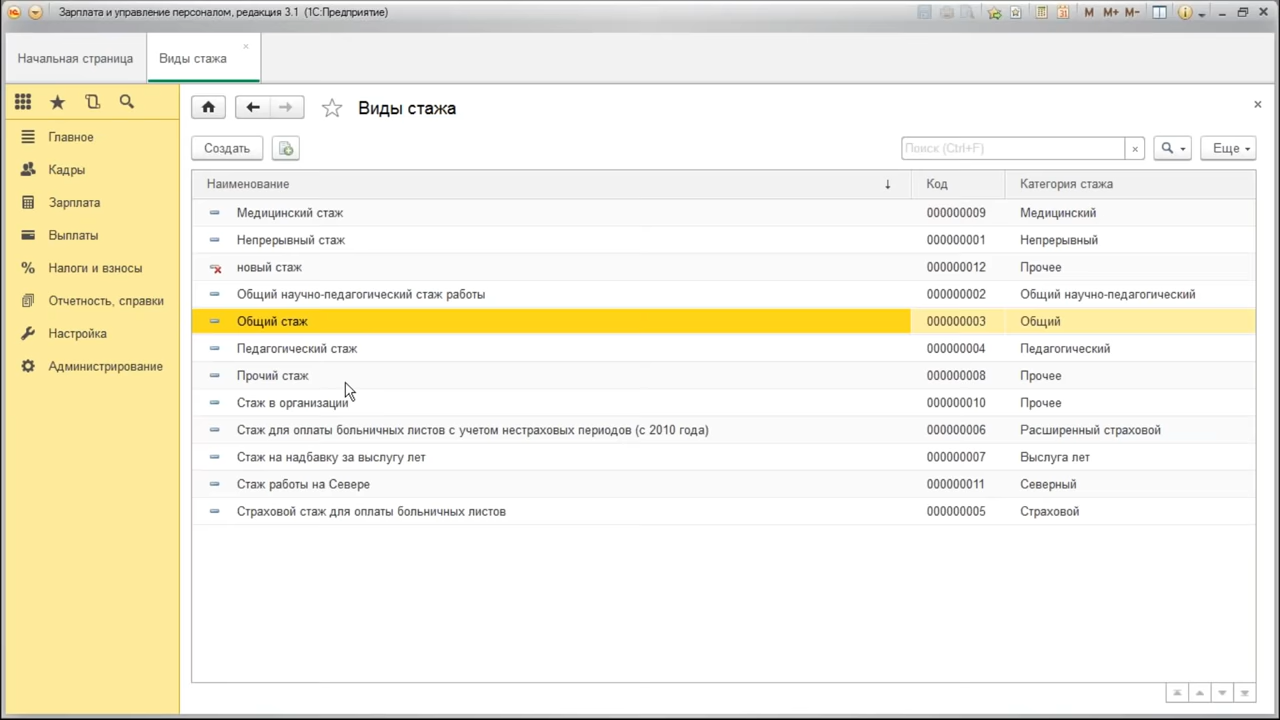 Зарплата и управление персоналом, редакция 3.1 (1С:Предприятие)
M M+ M-
Начальная страница
Виды стажа
Главное
Кадры
Зарплата
Выплаты
Налоги и взносы
Отчетность, справки
Настройка
Администрирование
Виды стажа
Создать
Поиск (Ctrl+F)
Еще
Наименование Код Категория стажа
Медицинский стаж 000000009 Медицинский
Непрерывный стаж 000000001 Непрерывный
новый стаж 000000012 Прочее
Общий научно-педагогический стаж работы 000000002 Общий научно-педагогический
Общий стаж 000000003 Общий
Педагогический стаж 000000004 Педагогический
Прочий стаж 000000008 Прочее
Стаж в организации 000000010 Прочее
Стаж для оплаты больничных листов с учетом нестраховых периодов (с 2010 года) 000000006 Расширенный страховой
Стаж на надбавку за выслугу лет 000000007 Выслуга лет
Стаж работы на Севере 000000011 Северный
Страховой стаж для оплаты больничных листов 000000005 Страховой